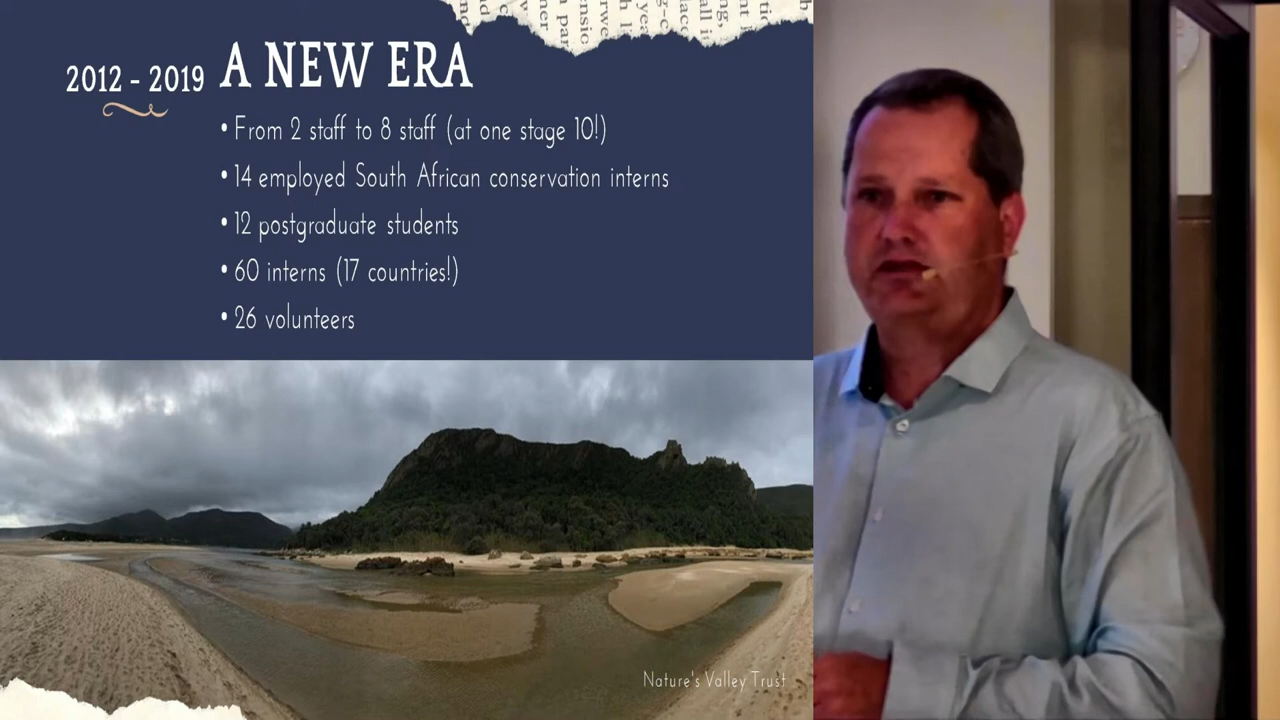 2012 - 2019
A NEW ERA
• From 2 staff to 8 staff (at one stage 10!)
• 14 employed South African conservation interns
• 12 postgraduate students
• 60 interns (17 countries!)
• 26 volunteers
Nature's Valley Trust